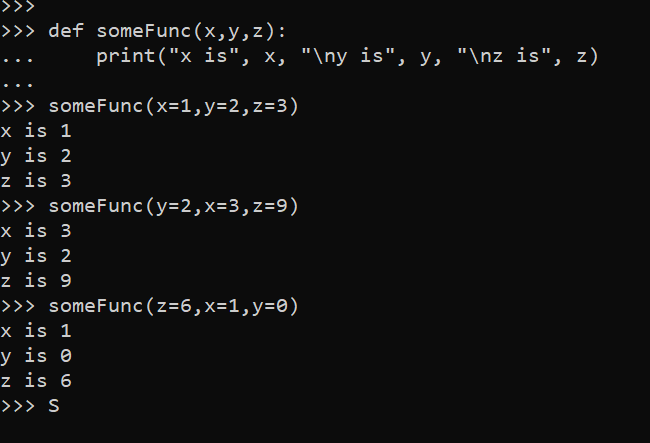 >>>
>>> def someFunc(x,y,z):
...     print("x is", x, "\ny is", y, "\nz is", z)
...
>>> someFunc(x=1,y=2,z=3)
x is 1
y is 2
z is 3
>>> someFunc(y=2,x=3,z=9)
x is 3
y is 2
z is 9
>>> someFunc(z=6,x=1,y=0)
x is 1
y is 0
z is 6
>>> S